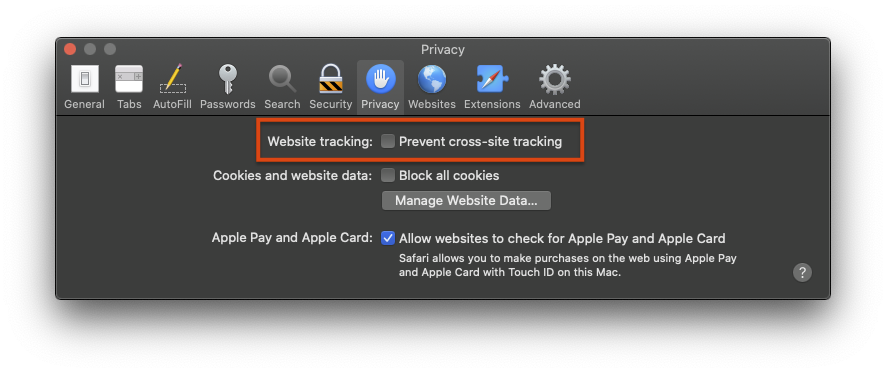 Privacy
General Tabs AutoFill Passwords Search Security Privacy Websites Extensions Advanced
Website tracking: Prevent cross-site tracking
Cookies and website data: Block all cookies
Manage Website Data...
Apple Pay and Apple Card: Allow websites to check for Apple Pay and Apple Card
Safari allows you to make purchases on the web using Apple Pay
and Apple Card with Touch ID on this Mac.
?